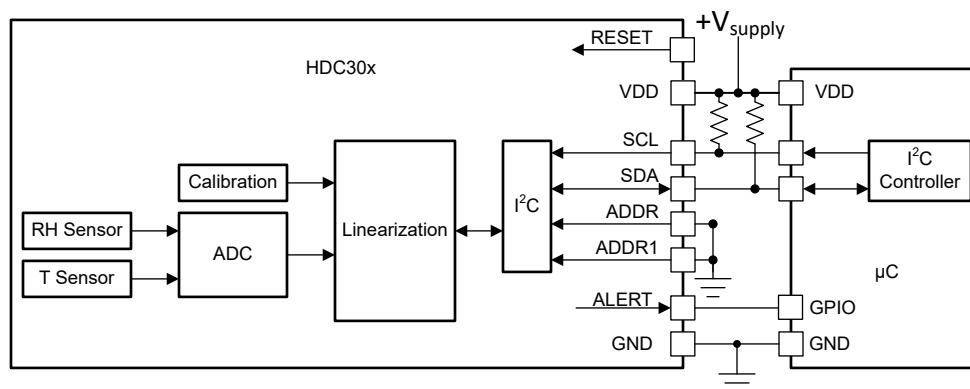 +Vsupply
RESET
HDC30x
VDD
VDD
SCL
I²C
Controller
Calibration
SDA
I²C
ADDR
RH Sensor
ADC
Linearization
ADDR1
T Sensor
µC
ALERT
GPIO
GND
GND